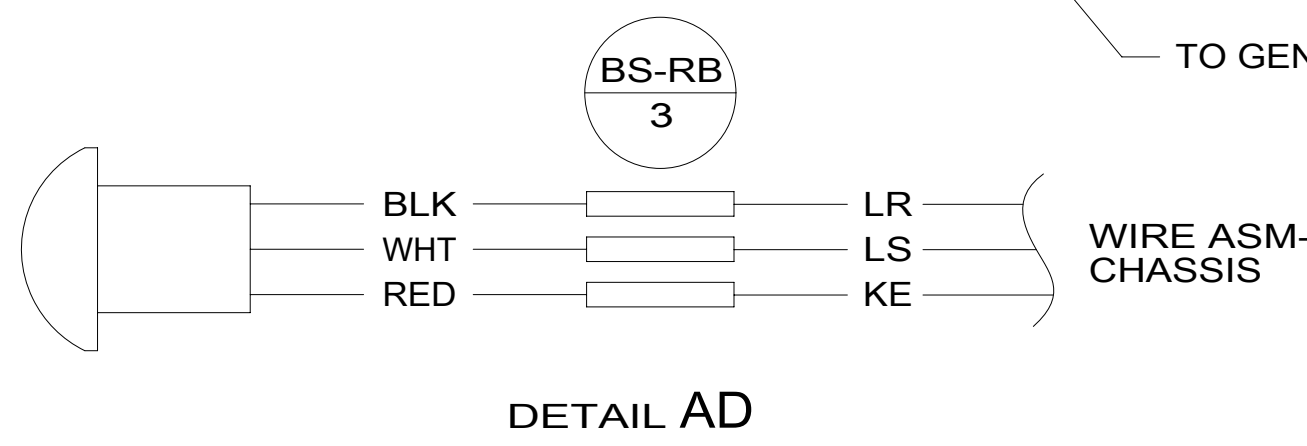 BS-RB
3
TO GEN
BLK LR
WHT LS
RED KE
WIRE ASM-
CHASSIS
DETAIL AD